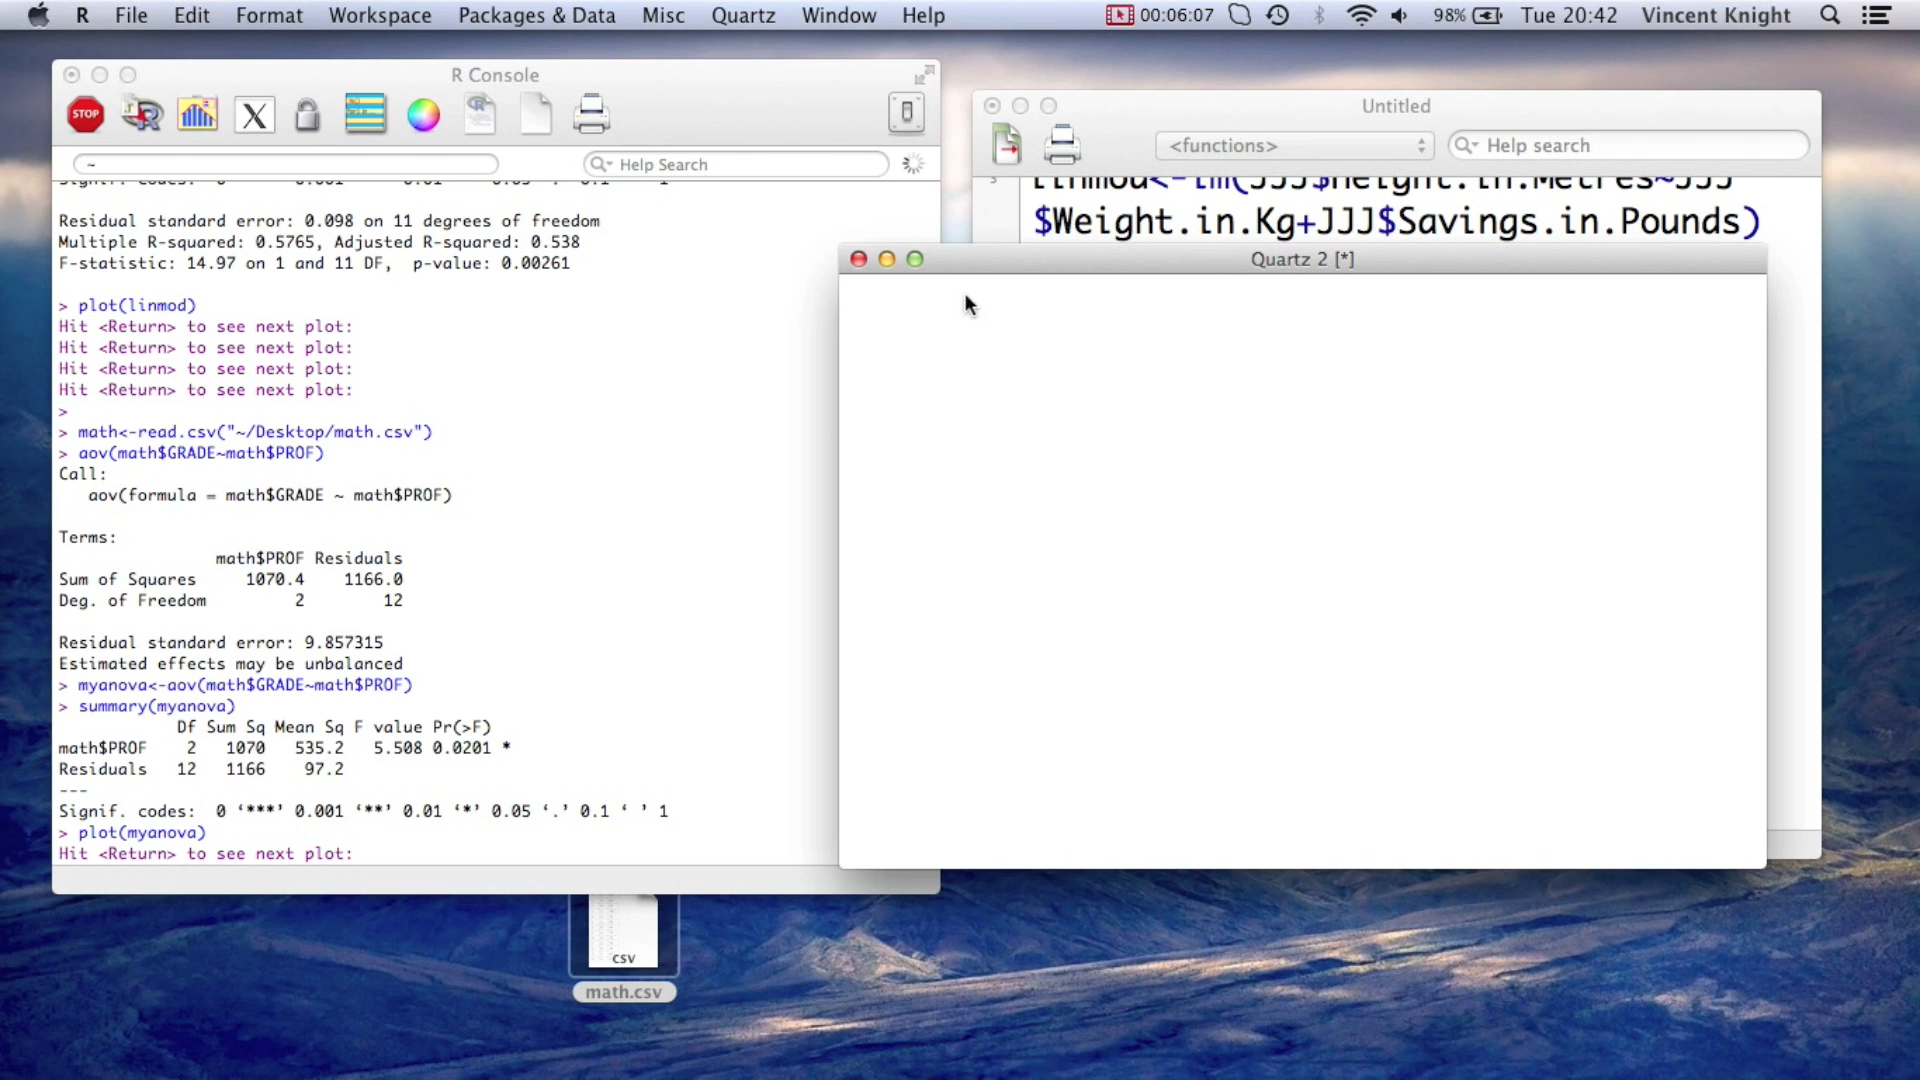 R File Edit Format Workspace Packages & Data Misc Quartz Window Help 00:06:07 98% Tue 20:42 Vincent Knight
R Console
STOP
X
~
Help Search
Residual standard error: 0.098 on 11 degrees of freedom
Multiple R-squared: 0.5765, Adjusted R-squared: 0.538
F-statistic: 14.97 on 1 and 11 DF,  p-value: 0.00261
> plot(linmod)
Hit <Return> to see next plot:
Hit <Return> to see next plot:
Hit <Return> to see next plot:
Hit <Return> to see next plot:
>
> math<-read.csv("~/Desktop/math.csv")
> aov(math$GRADE~math$PROF)
Call:
aov(formula = math$GRADE ~ math$PROF)
Terms:
math$PROF Residuals
Sum of Squares 1070.4 1166.0
Deg. of Freedom 2 12
Residual standard error: 9.857315
Estimated effects may be unbalanced
> myanova<-aov(math$GRADE~math$PROF)
> summary(myanova)
Df Sum Sq Mean Sq F value Pr(>F)
math$PROF 2 1070 535.2 5.508 0.0201 *
Residuals 12 1166 97.2
---
Signif. codes: 0 ‘***’ 0.001 ‘**’ 0.01 ‘*’ 0.05 ‘.’ 0.1 ‘ ’ 1
> plot(myanova)
Hit <Return> to see next plot:
Untitled
<functions>
Help search
linmod<-lm(JJJ$Height.in.Metres~JJJ
$Weight.in.Kg+JJJ$Savings.in.Pounds)
Quartz 2 [*]
csv
math.csv